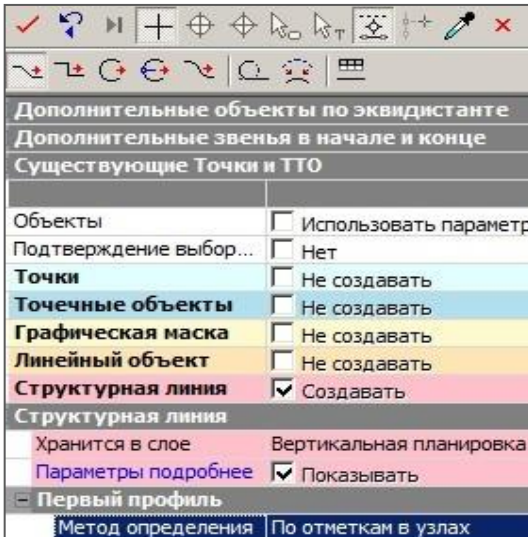 Дополнительные объекты по эквидистанте
Дополнительные звенья в начале и конце
Существующие Точки и ТТО
Объекты Использовать параметр
Подтверждение выбор... Нет
Точки Не создавать
Точечные объекты Не создавать
Графическая маска Не создавать
Линейный объект Не создавать
Структурная линия Создавать
Структурная линия
Хранится в слое Вертикальная планировка
Параметры подробнее Показывать
Первый профиль
Метод определения По отметкам в узлах